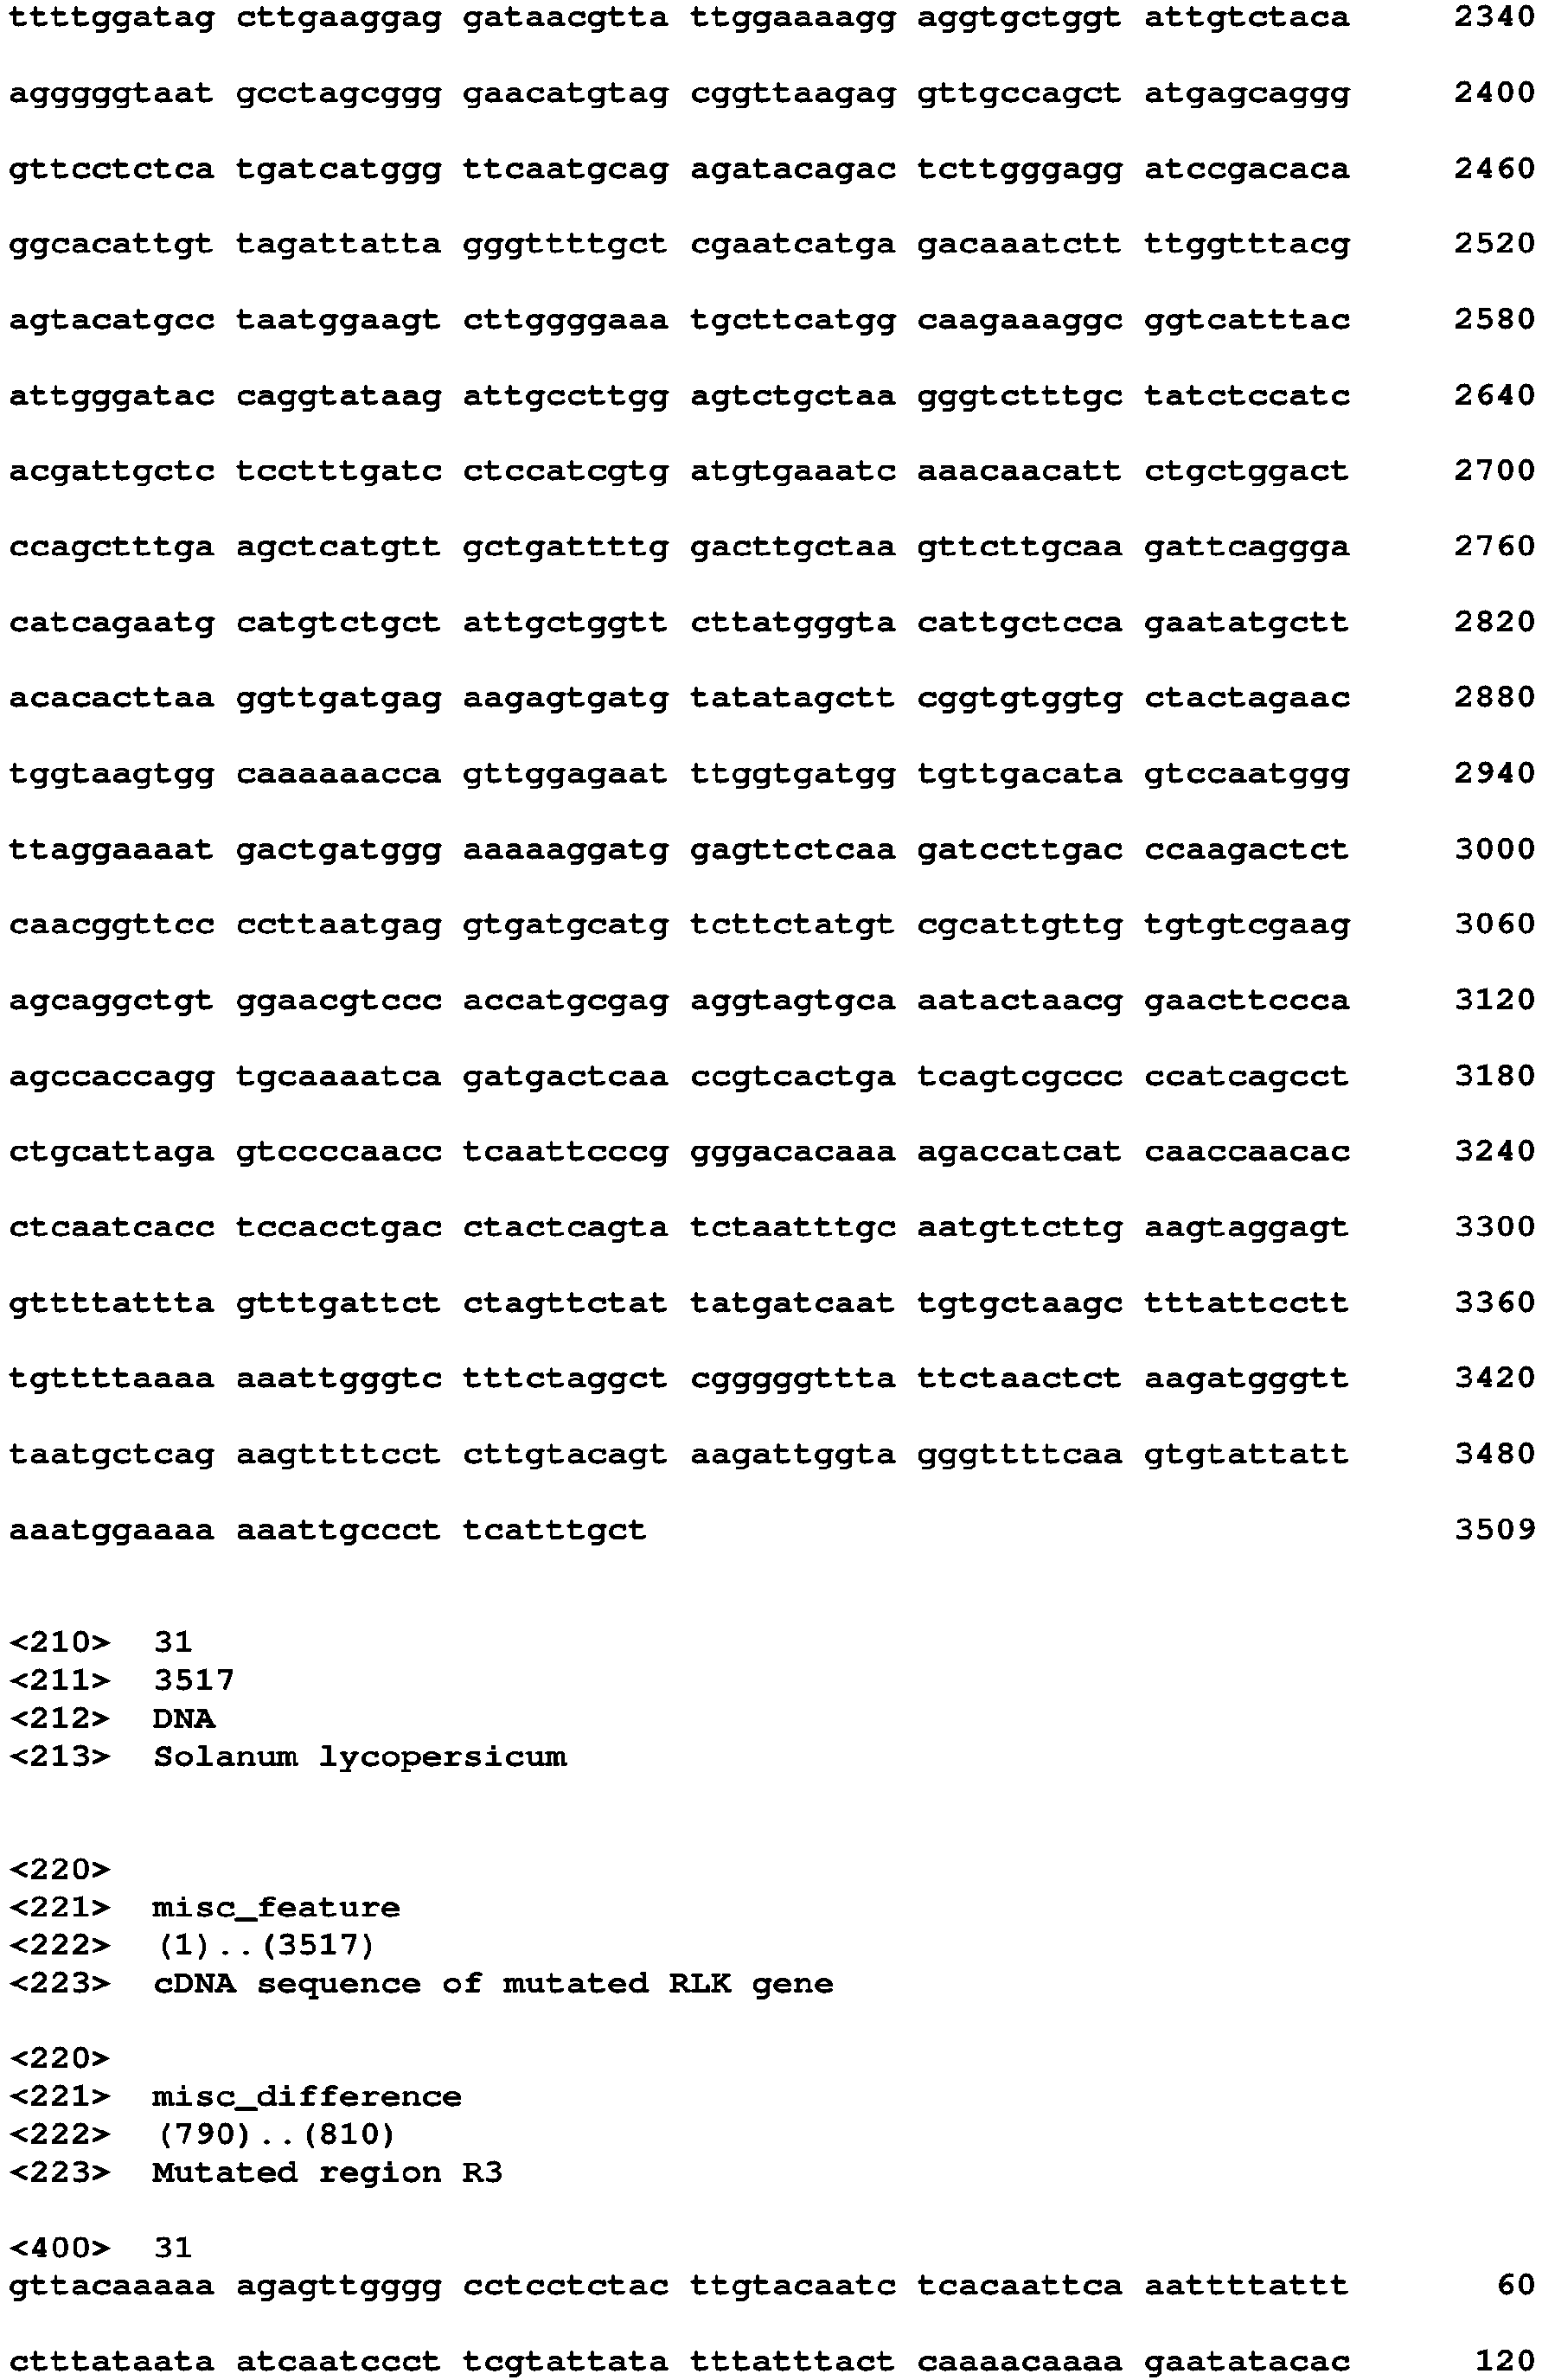 ttttggatag cttgaaggag gataacgtta ttggaaaagg aggtgctggt attgtctaca 2340
agggggtaat gcctagcggg gaacatgtag cggttaagag gttgccagct atgagcaggg 2400
gttcctctca tgatcatggg ttcaatgcag agatacagac tcttgggagg atccgacaca 2460
ggcacattgt tagattatta gggttttgct cgaatcatga gacaaatctt ttggtttacg 2520
agtacatgcc taatggaagt cttggggaaa tgcttcatgg caagaaaggc ggtcatttac 2580
attgggatac caggtataag attgccttgg agtctgctaa gggtctttgc tatctccatc 2640
acgattgctc tcctttgatc ctccatcgtg atgtgaaatc aaacaacatt ctgctggact 2700
ccagctttga agctcatgtt gctgattttg gacttgctaa gttcttgcaa gattcaggga 2760
catcagaatg catgtctgct attgctggtt cttatgggta cattgctcca gaatatgctt 2820
acacacttaa ggttgatgag aagagtgatg tatatagctt cggtgtggtg ctactagaac 2880
tggtaagtgg caaaaaacca gttggagaat ttggtgatgg tgttgacata gtccaatggg 2940
ttaggaaaat gactgatggg aaaaaggatg gagttctcaa gatccttgac ccaagactct 3000
caacggttcc ccttaatgag gtgatgcatg tcttctatgt cgcattgttg tgtgtcgaag 3060
agcaggctgt ggaacgtccc accatgcgag aggtagtgca aatactaacg gaacttccca 3120
agccaccagg tgcaaaatca gatgactcaa ccgtcactga tcagtcgccc ccatcagcct 3180
ctgcattaga gtccccaacc tcaattcccg gggacacaaa agaccatcat caaccaacac 3240
ctcaatcacc tccacctgac ctactcagta tctaatttgc aatgttcttg aagtaggagt 3300
gttttattta gtttgattct ctagttctat tatgatcaat tgtgctaagc tttattcctt 3360
tgttttaaaa aaattgggtc tttctaggct cgggggttta ttctaactct aagatgggtt 3420
taatgctcag aagttttcct cttgtacagt aagattggta gggttttcaa gtgtattatt 3480
aaatggaaaa aaattgccct tcatttgct 3509
<210> 31
<211> 3517
<212> DNA
<213> Solanum lycopersicum
<220>
<221> misc_feature
<222> (1)..(3517)
<223> cDNA sequence of mutated RLK gene
<220>
<221> misc_difference
<222> (790)..(810)
<223> Mutated region R3
<400> 31
gttacaaaaa agagttgggg cctcctctac ttgtacaatc tcacaattca aattttattt 60
ctttataata atcaatccct tcgtattata tttatttact caaaacaaaa gaatatacac 120